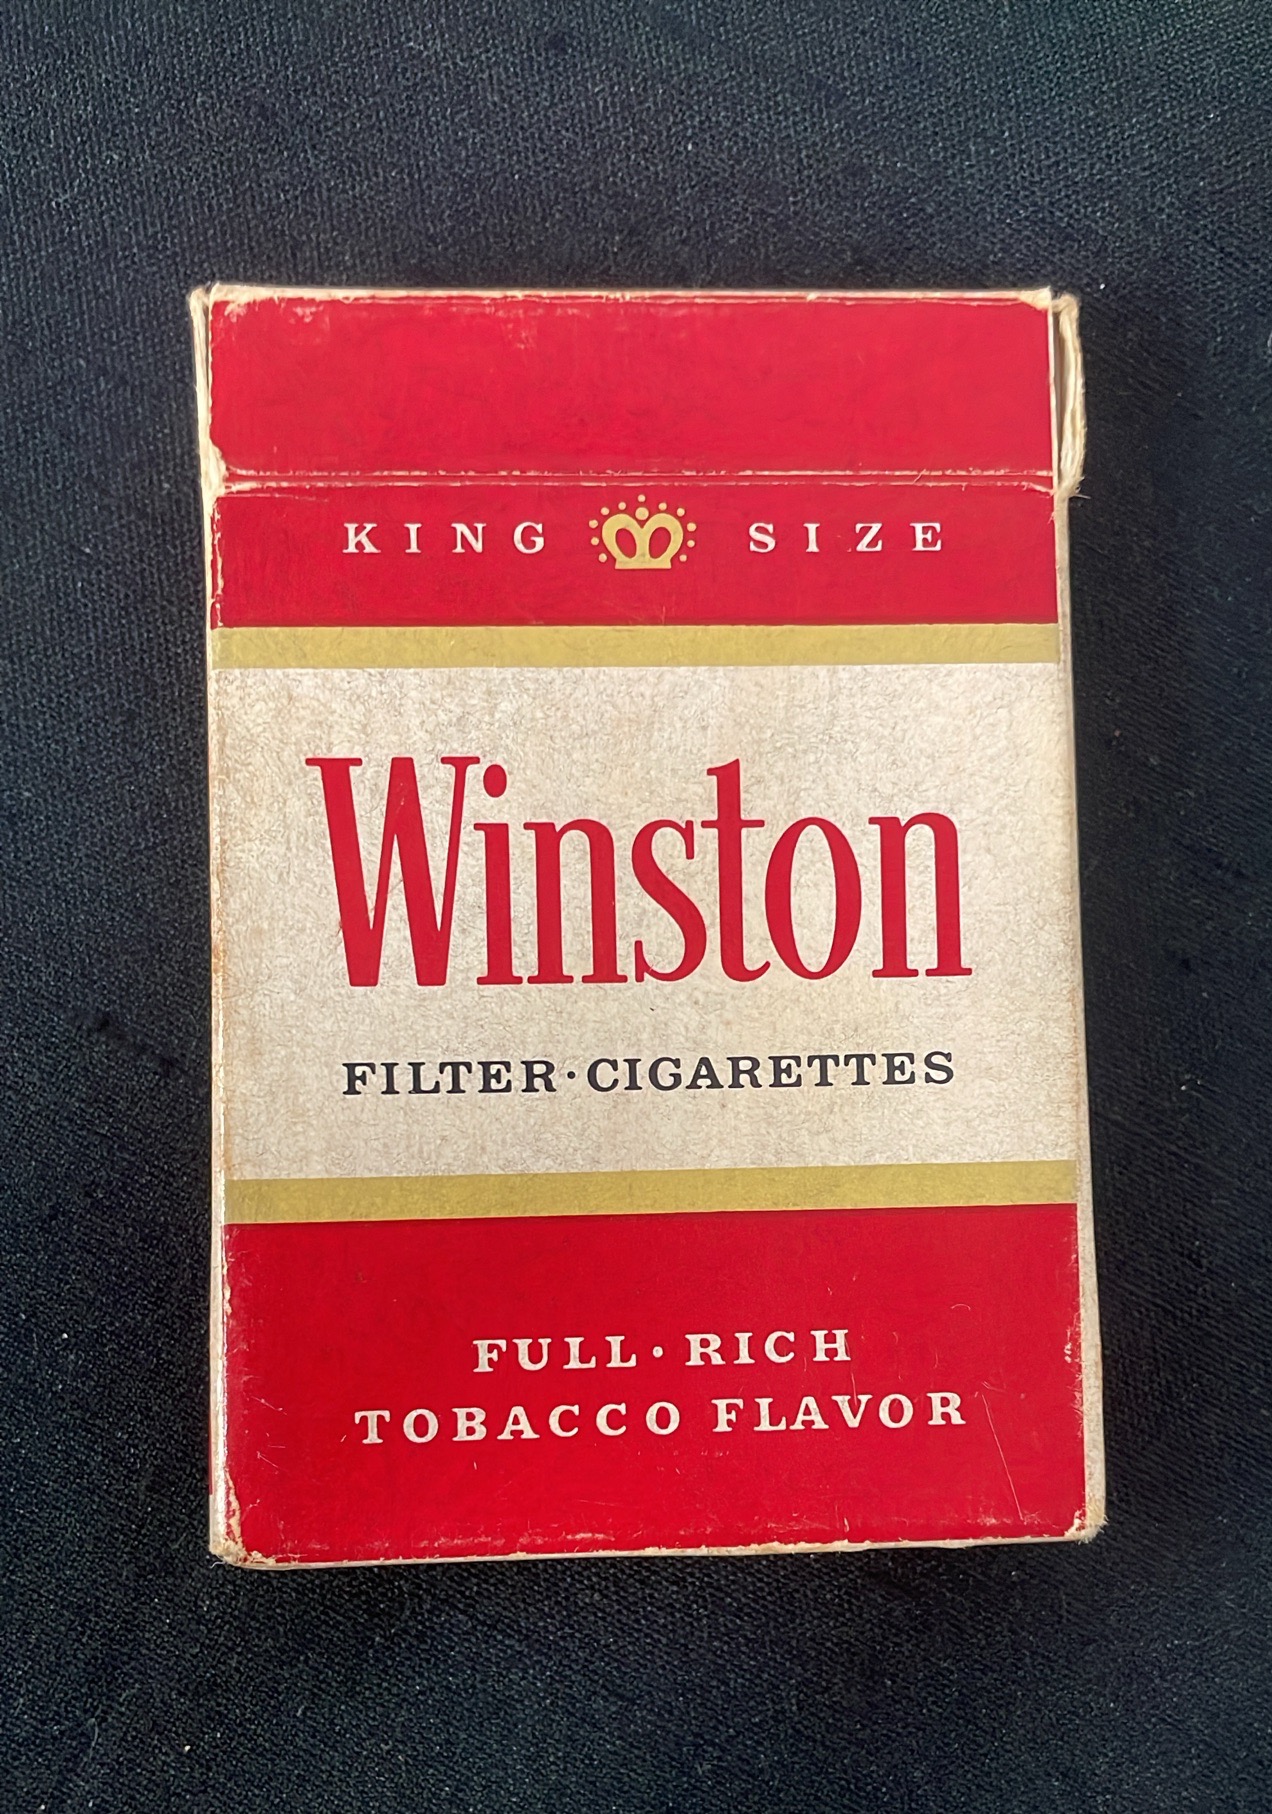 KING SIZE
Winston
FILTER·CIGARETTES
FULL·RICH
TOBACCO FLAVOR